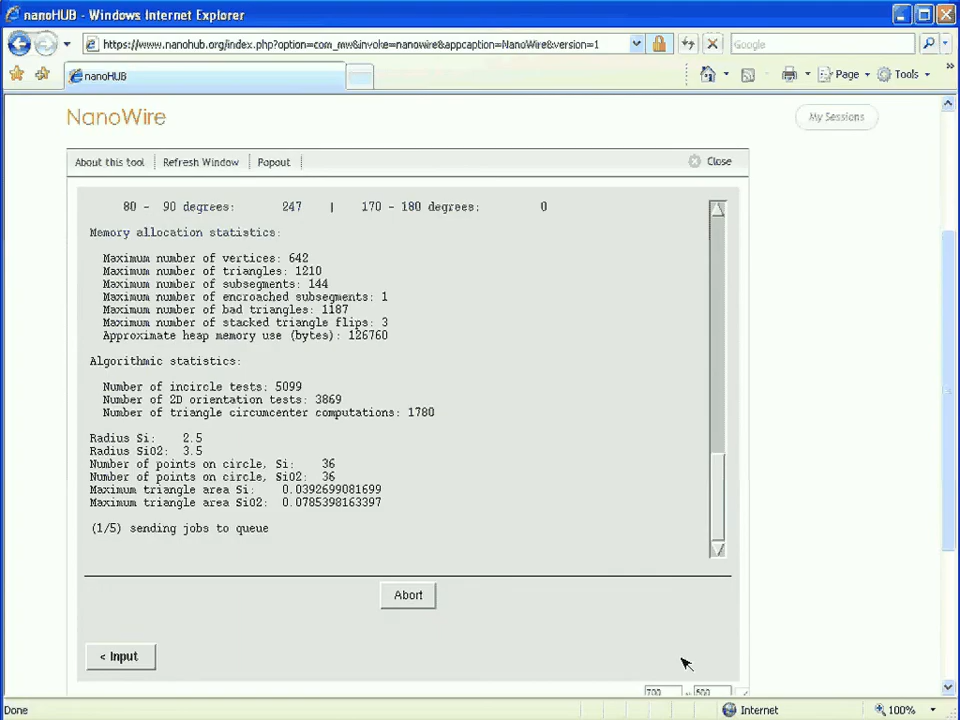 nanoHUB - Windows Internet Explorer
https://www.nanohub.org/index.php?option=com_mw&invoke=nanowire&appcaption=NanoWire&version=1
Google
nanoHUB
Page
Tools
NanoWire
My Sessions
About this tool
Refresh Window
Popout
Close
80 - 90 degrees: 247 | 170 - 180 degrees: 0
Memory allocation statistics:
Maximum number of vertices: 642
Maximum number of triangles: 1210
Maximum number of subsegments: 144
Maximum number of encroached subsegments: 1
Maximum number of bad triangles: 1187
Maximum number of stacked triangle flips: 3
Approximate heap memory use (bytes): 126760
Algorithmic statistics:
Number of incircle tests: 5099
Number of 2D orientation tests: 3869
Number of triangle circumcenter computations: 1780
Radius Si: 2.5
Radius SiO2: 3.5
Number of points on circle, Si: 36
Number of points on circle, SiO2: 36
Maximum triangle area Si: 0.0392699081699
Maximum triangle area SiO2: 0.0785398163397
(1/5) sending jobs to queue
Abort
< Input
700 x 500
Done
Internet
100%